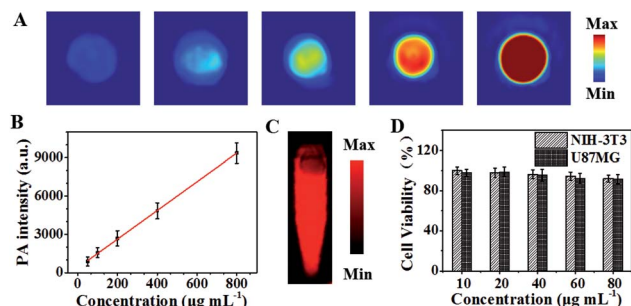 A
Max
Min
B
PA intensity (a.u.)
9000
6000
3000
0
0 200 400 600 800
Concentration (μg mL-1)
C
Max
Min
D
Cell Viability (%)
120
80
40
0
NIH-3T3
U87MG
10 20 40 60 80
Concentration (μg mL-1)